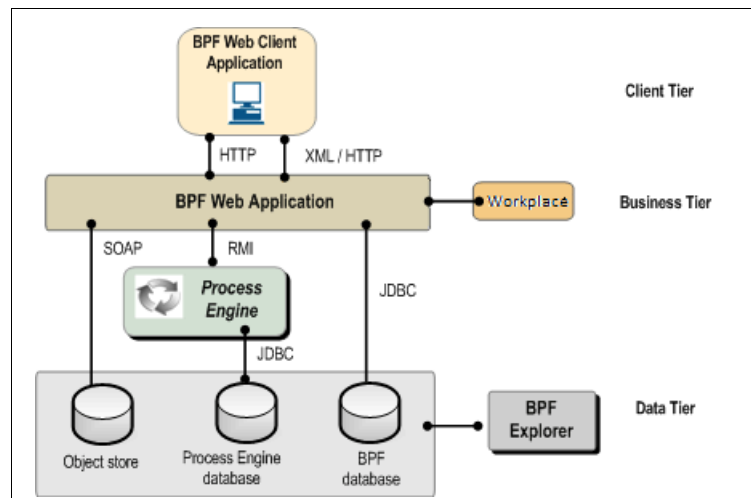 BPF Web Client
Application
Client Tier
HTTP
XML / HTTP
BPF Web Application
Workplace
Business Tier
SOAP
RMI
JDBC
Process
Engine
JDBC
BPF
Explorer
Data Tier
Object store
Process Engine
database
BPF
database